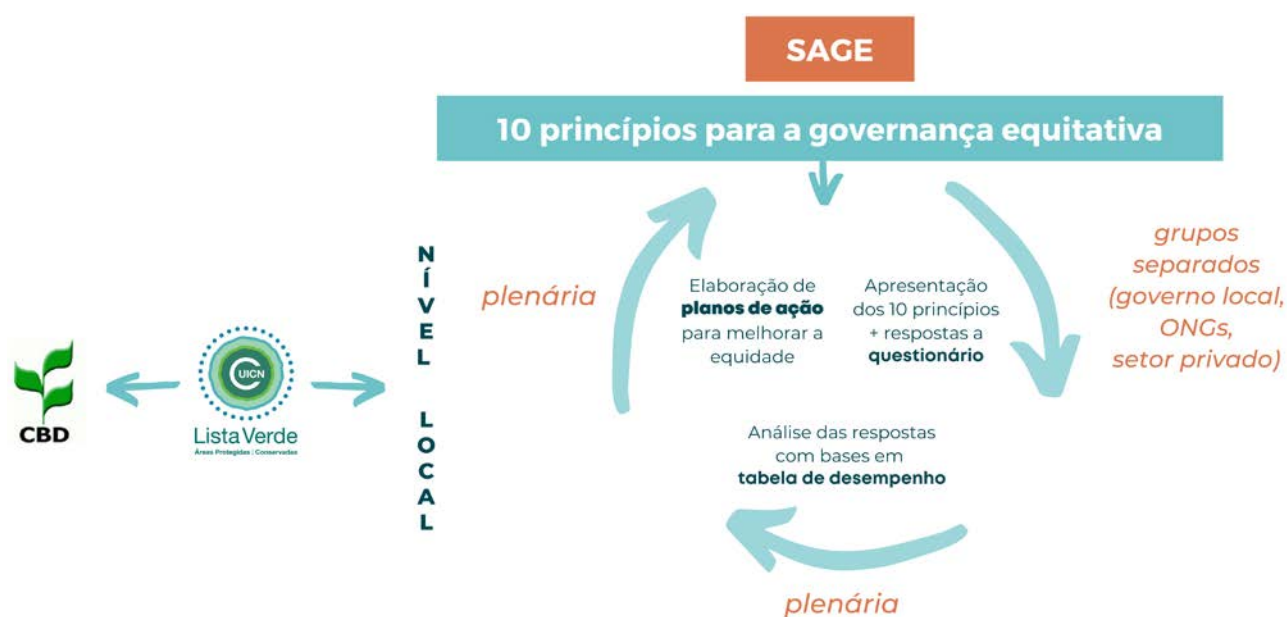 SAGE
10 princípios para a governança equitativa
NÍVEL LOCAL
plenária
Elaboração de
planos de ação
para melhorar a
equidade
Apresentação
dos 10 princípios
+ respostas a
questionário
grupos
separados
(governo local,
ONGs,
setor privado)
Análise das respostas
com bases em
tabela de desempenho
plenária
CBD
UICN
Lista Verde
Áreas Protegidas | Conservadas